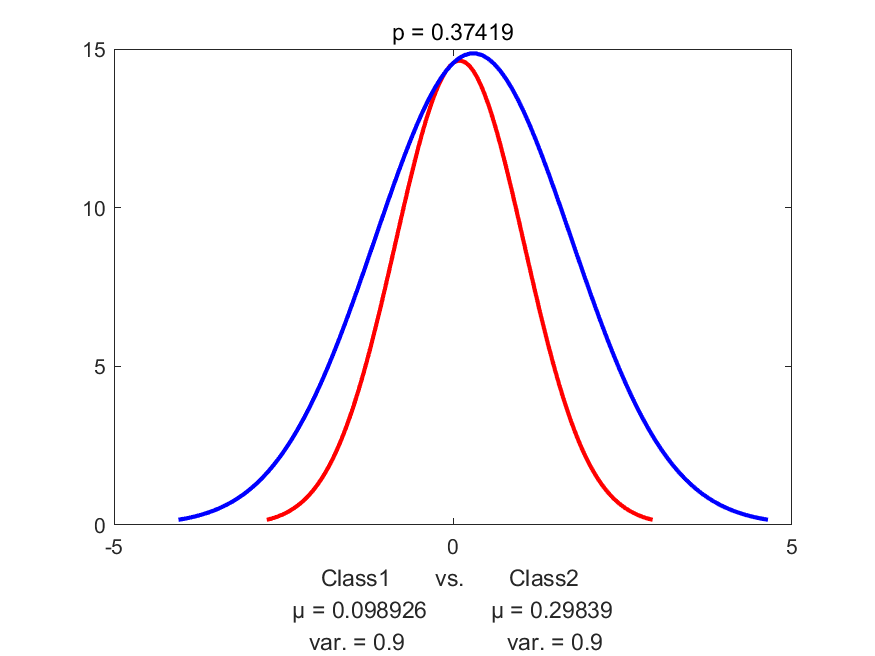 p = 0.37419
15
10
5
0
-5 0 5
Class1 vs. Class2
μ = 0.098926 μ = 0.29839
var. = 0.9 var. = 0.9